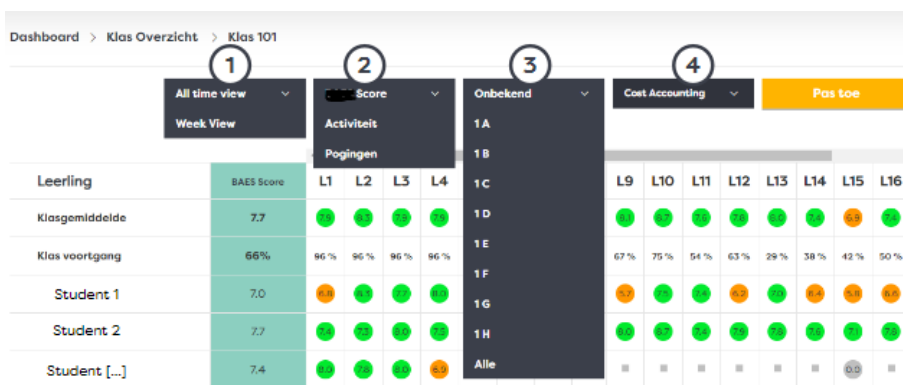 Dashboard > Klas Overzicht > Klas 101
1 2 3 4
All time view Score Onbekend Cost Accounting Pas toe
Week View Activiteit 1 A
Pogingen 1 B
Leerling BAES Score L1 L2 L3 L4 1 C L9 L10 L11 L12 L13 L14 L15 L16
Klasgemiddelde 7.7 7.9 8.3 7.9 7.9 1 D 8.1 8.7 7.6 7.8 8.0 7.4 6.9 7.4
1 E
Klas voortgang 66% 96 % 96 % 96 % 96 % 67 % 75 % 54 % 63 % 29 % 38 % 42 % 50 %
1 F
Student 1 7.0 6.8 8.3 7.7 8.0 5.7 7.5 7.4 6.2 7.0 6.4 5.8 6.6
1 G
Student 2 7.7 7.4 7.3 8.0 7.5 1 H 8.0 8.7 7.4 7.9 7.8 7.6 7.1 7.8
Student [...] 7.4 8.0 7.8 8.0 6.9 Alle 0.0